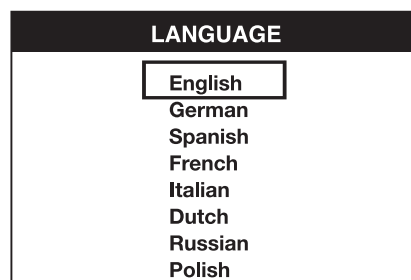 LANGUAGE
English
German
Spanish
French
Italian
Dutch
Russian
Polish